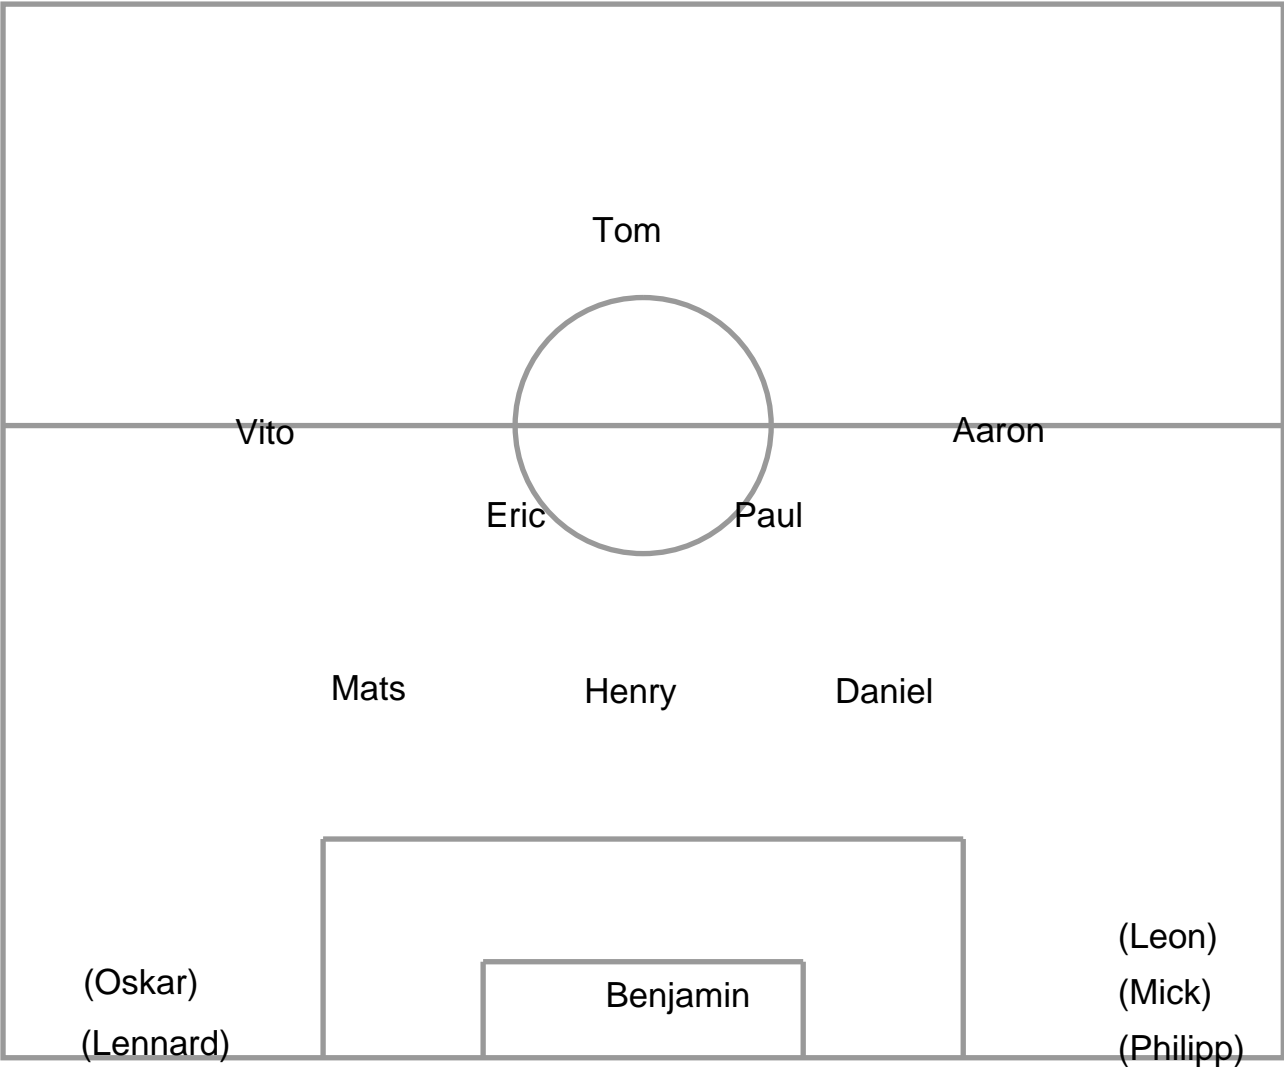 Tom
Vito
Aaron
Eric
Paul
Mats
Henry
Daniel
(Leon)
(Oskar)
(Mick)
Benjamin
(Lennard)
(Philipp)